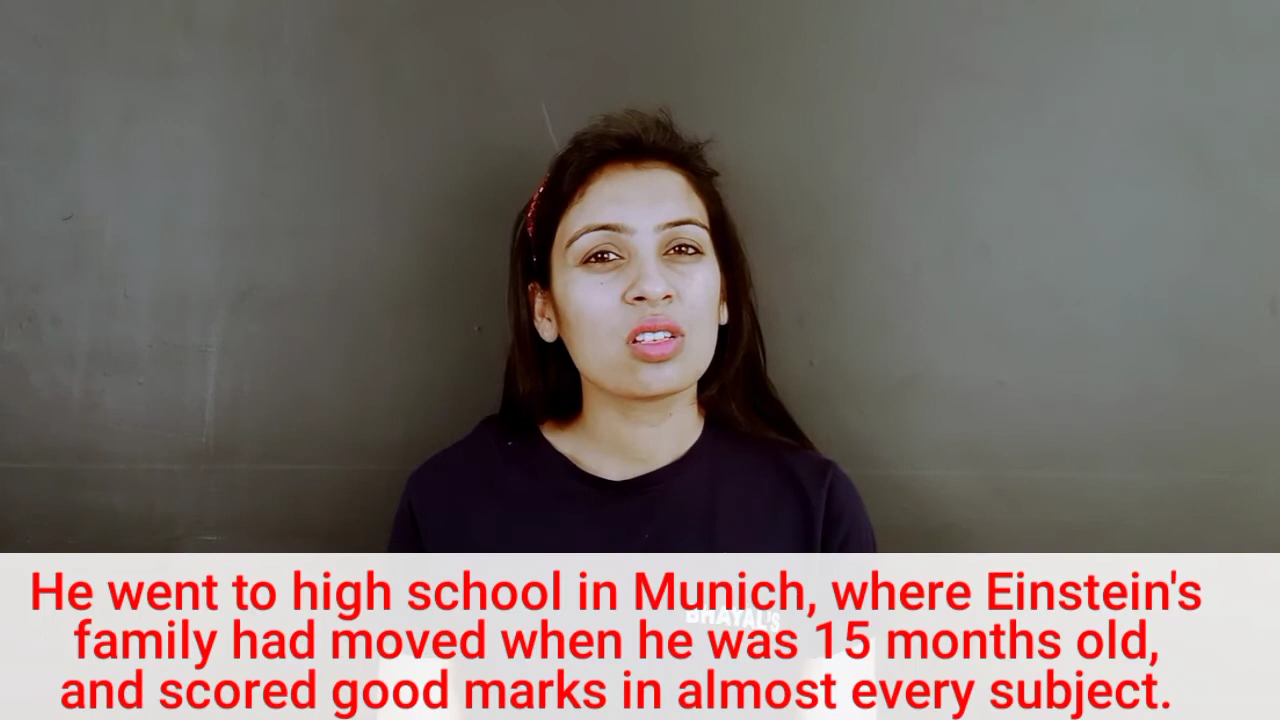 He went to high school in Munich, where Einstein's
BHAYAL'S
family had moved when he was 15 months old,
and scored good marks in almost every subject.